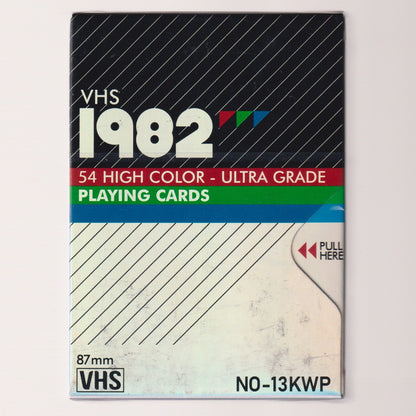 VHS
1982
54 HIGH COLOR - ULTRA GRADE
PLAYING CARDS
PULL
HERE
87mm
VHS
NO-13KWP